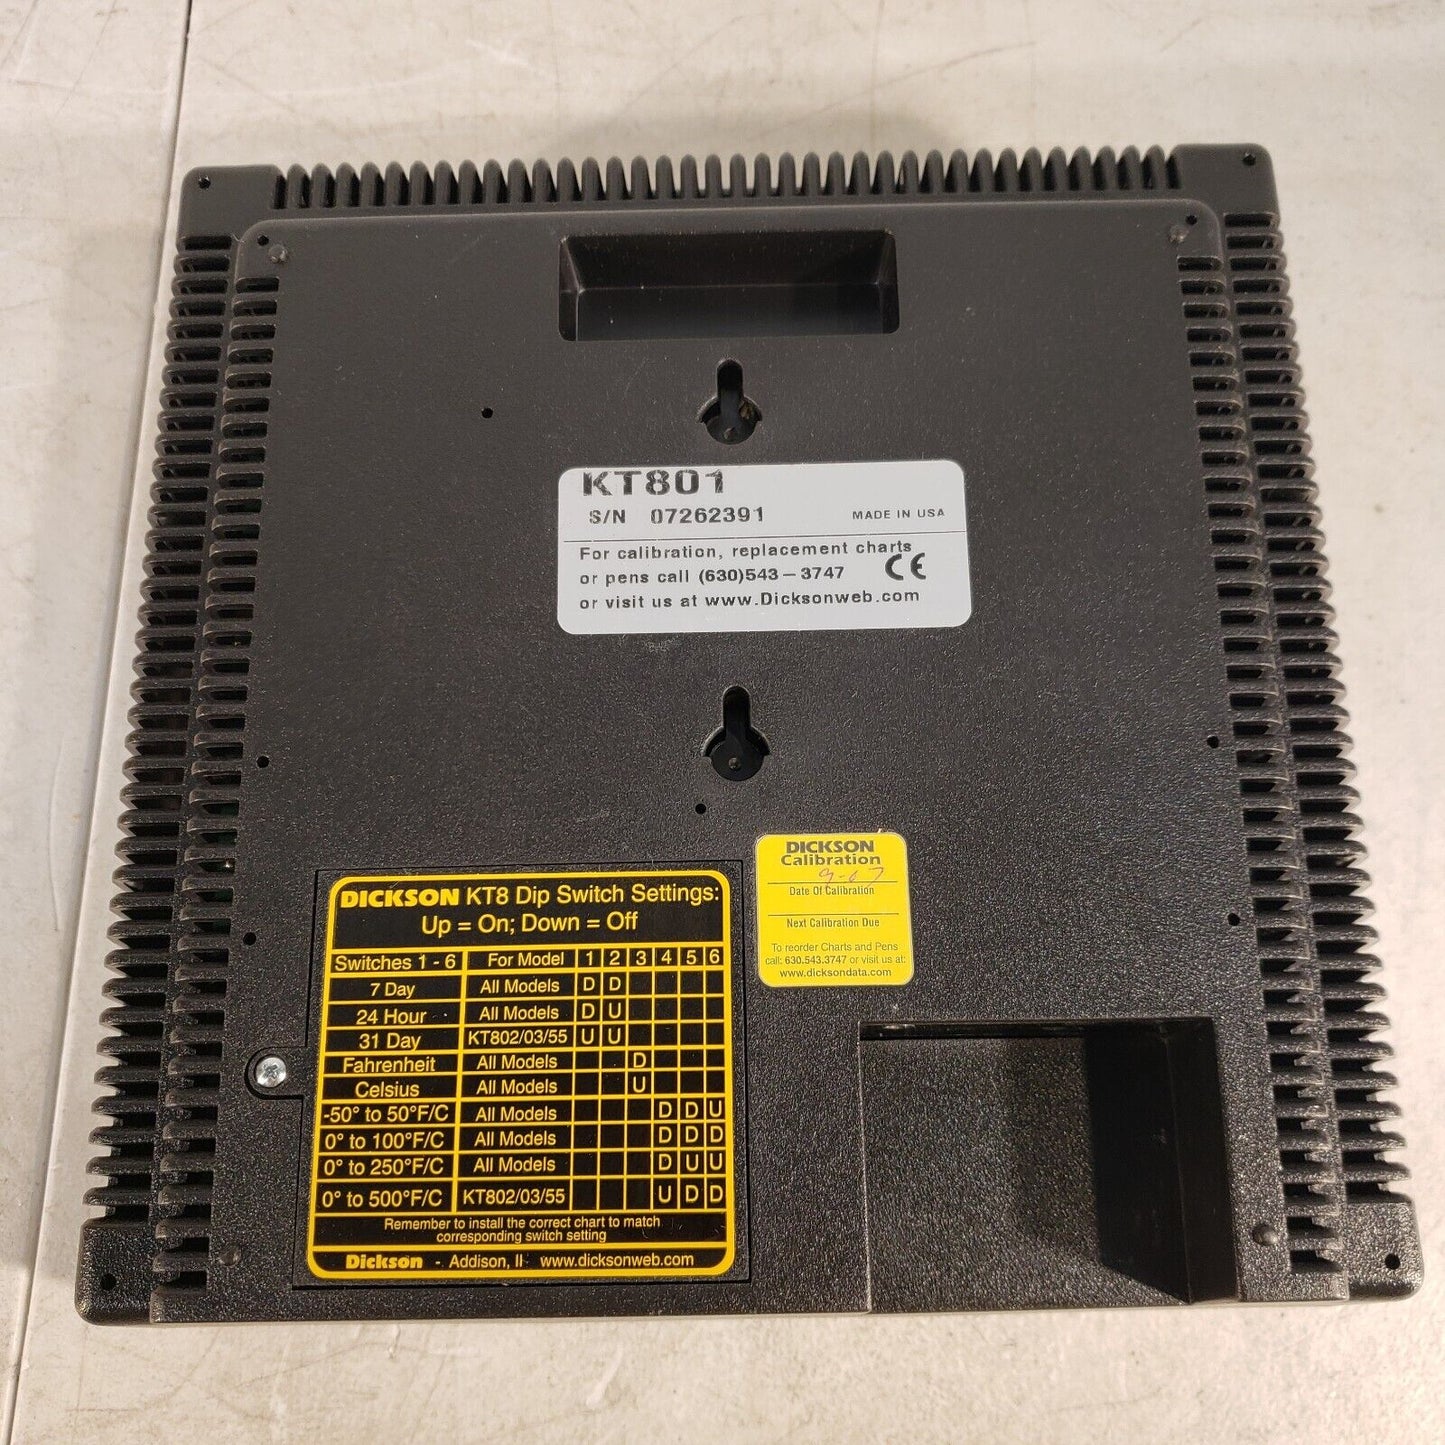 KT801
S/N 07262391 MADE IN USA
For calibration, replacement charts
or pens call (630)543-3747 CE
or visit us at www.Dicksonweb.com
DICKSON
Calibration
9-07
Date Of Calibration
Next Calibration Due
To reorder Charts and Pens
call: 630.543.3747 or visit us at:
www.dicksondata.com
DICKSON KT8 Dip Switch Settings:
Up = On; Down = Off
Switches 1 - 6 For Model 1 2 3 4 5 6
7 Day All Models D D
24 Hour All Models D U
31 Day KT802/03/55 U U
Fahrenheit All Models D
Celsius All Models U
-50° to 50°F/C All Models D D U
0° to 100°F/C All Models D D D
0° to 250°F/C All Models D U U
0° to 500°F/C KT802/03/55 U D D
Remember to install the correct chart to match
corresponding switch setting
Dickson - Addison, Il www.dicksonweb.com